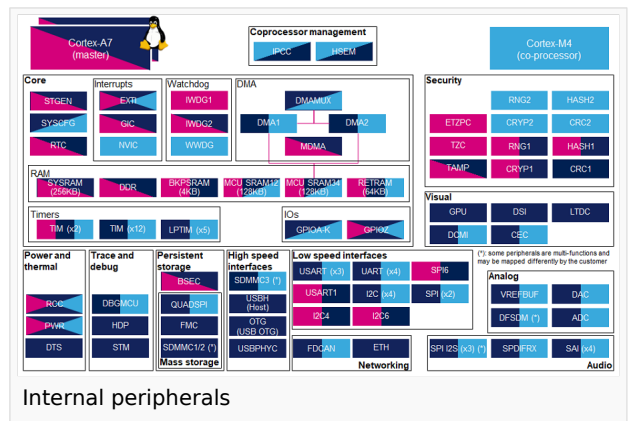 Cortex-A7
(master)
Coprocessor management
IPCC
HSEM
Cortex-M4
(co-processor)
Core
STGEN
SYSCFG
RTC
Interrupts
EXTI
GIC
NVIC
Watchdog
IWDG1
IWDG2
WWDG
DMA
DMAMUX
DMA1
DMA2
MDMA
Security
RNG2
HASH2
ETZPC
CRYP2
CRC2
TZC
RNG1
HASH1
TAMP
CRYP1
CRC1
RAM
SYSRAM
(256KB)
DDR
BKPSRAM
(4KB)
MCU SRAM12
(128KB)
MCU SRAM34
(128KB)
RETRAM
(64KB)
Timers
TIM (x2)
TIM (x12)
LPTIM (x5)
IOs
GPIOA-K
GPIOZ
Visual
GPU
DSI
LTDC
DCMI
CEC
(*): some peripherals are multi-functions and
may be mapped differently by the customer
Power and
thermal
RCC
PWR
DTS
Trace and
debug
DBGMCU
HDP
STM
Persistent
storage
BSEC
QUADSPI
FMC
SDMMC1/2 (*)
Mass storage
High speed
interfaces
SDMMC3 (*)
USBH
(Host)
OTG
(USB OTG)
USBPHYC
Low speed interfaces
USART (x3)
UART (x4)
SPI6
USART1
I2C (x4)
SPI (x2)
I2C4
I2C6
FDCAN
ETH
Networking
Analog
VREFBUF
DAC
DFSDM (*)
ADC
SPI I2S (x3) (*)
SPDIFRX
SAI (x4)
Audio
Internal peripherals